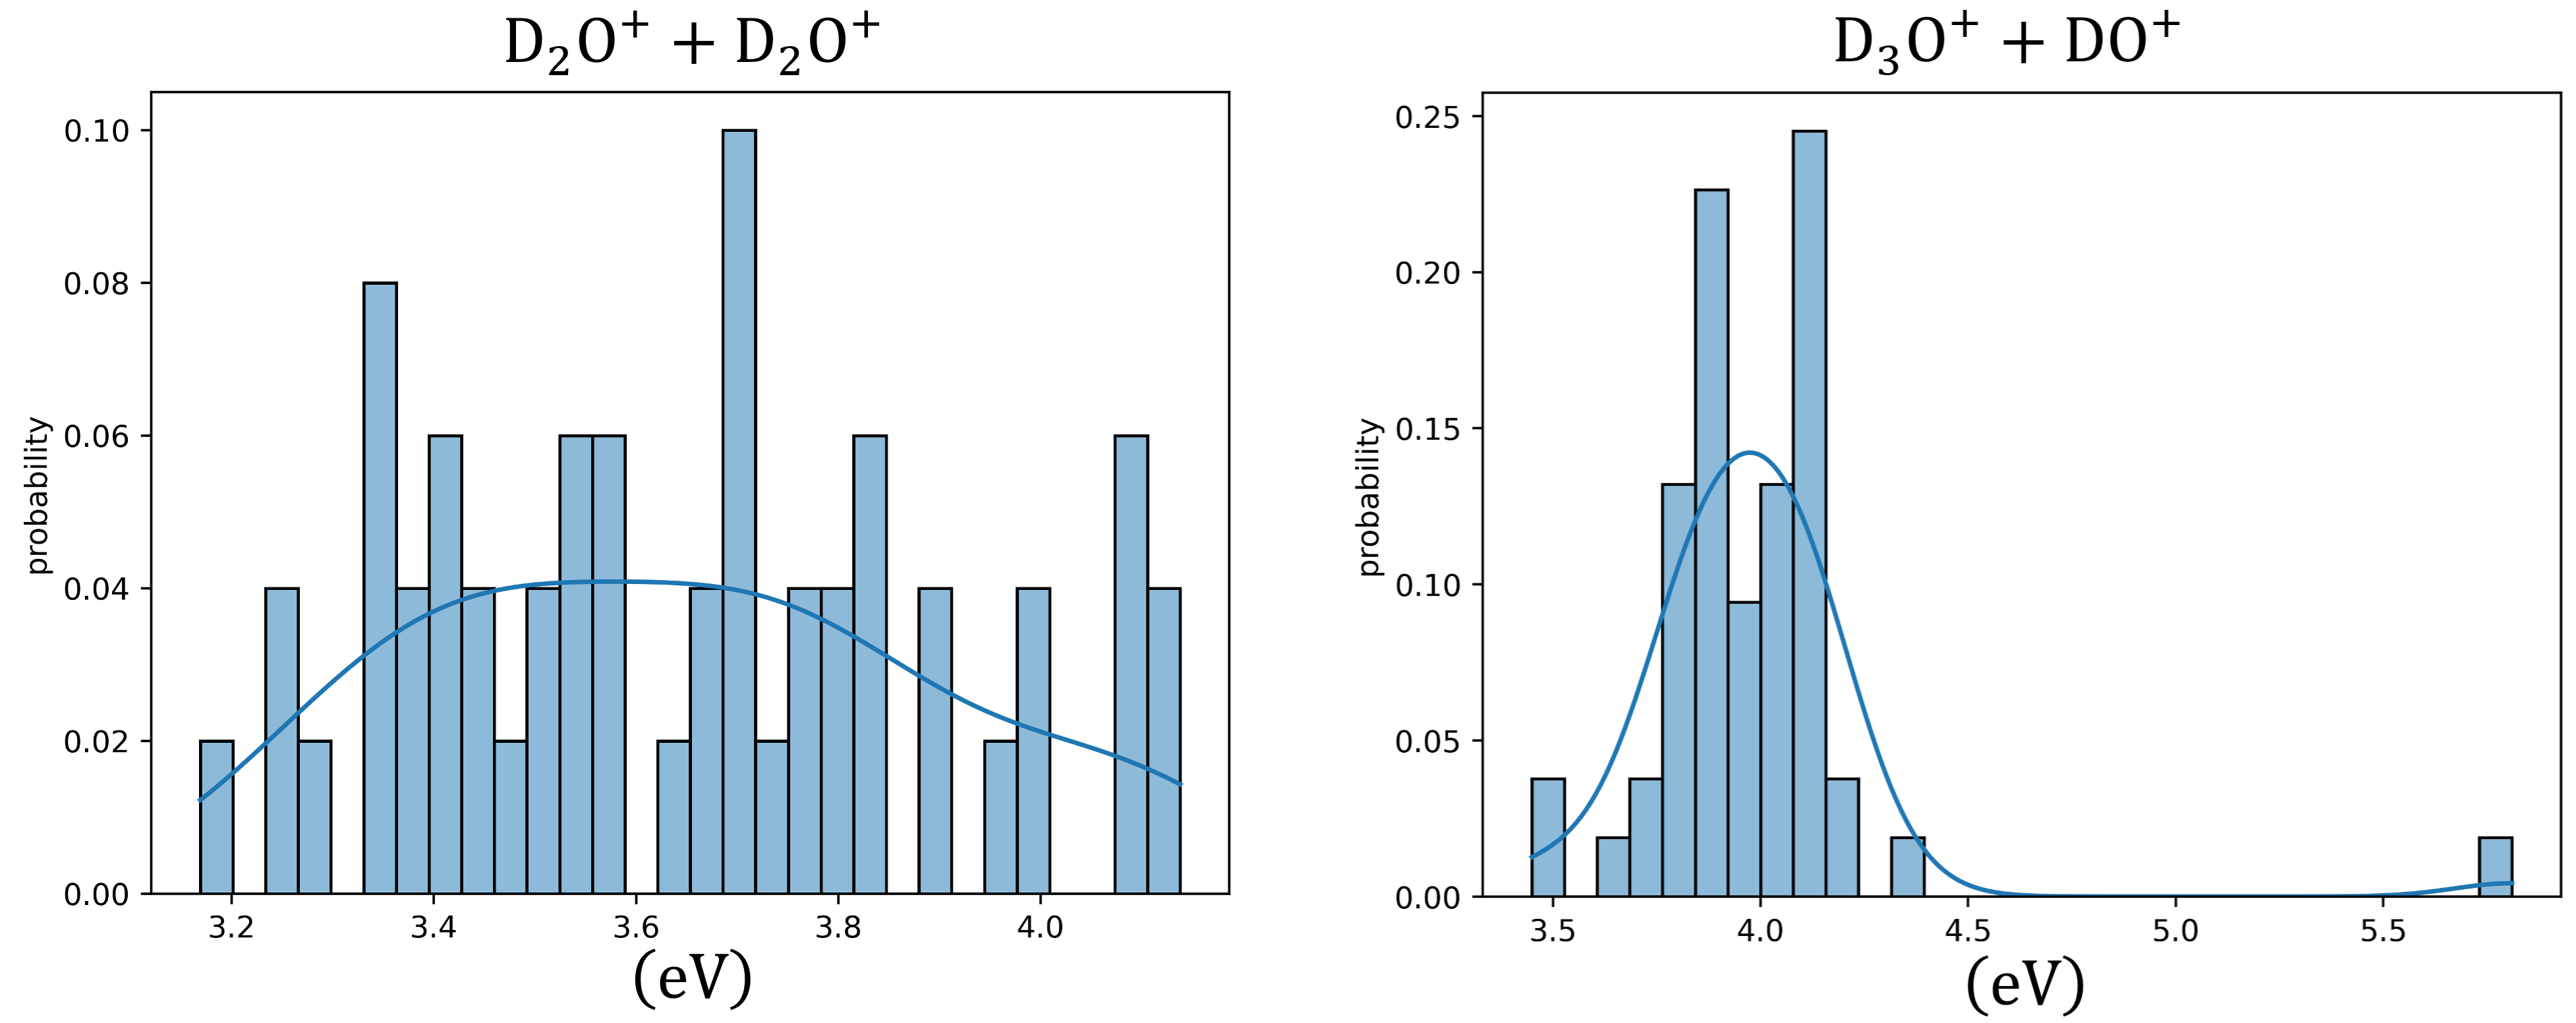 D₂O⁺ + D₂O⁺
0.10
0.08
0.06
0.04
0.02
0.00
probability
3.2 3.4 3.6 3.8 4.0
(eV)
D₃O⁺ + DO⁺
0.25
0.20
0.15
0.10
0.05
0.00
probability
3.5 4.0 4.5 5.0 5.5
(eV)